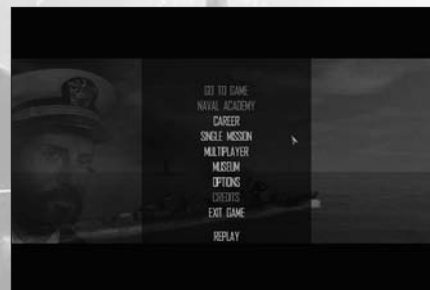 GO TO GAME
NAVAL ACADEMY
CAREER
SINGLE MISSION
MULTIPLAYER
MUSEUM
OPTIONS
CREDITS
EXIT GAME
REPLAY